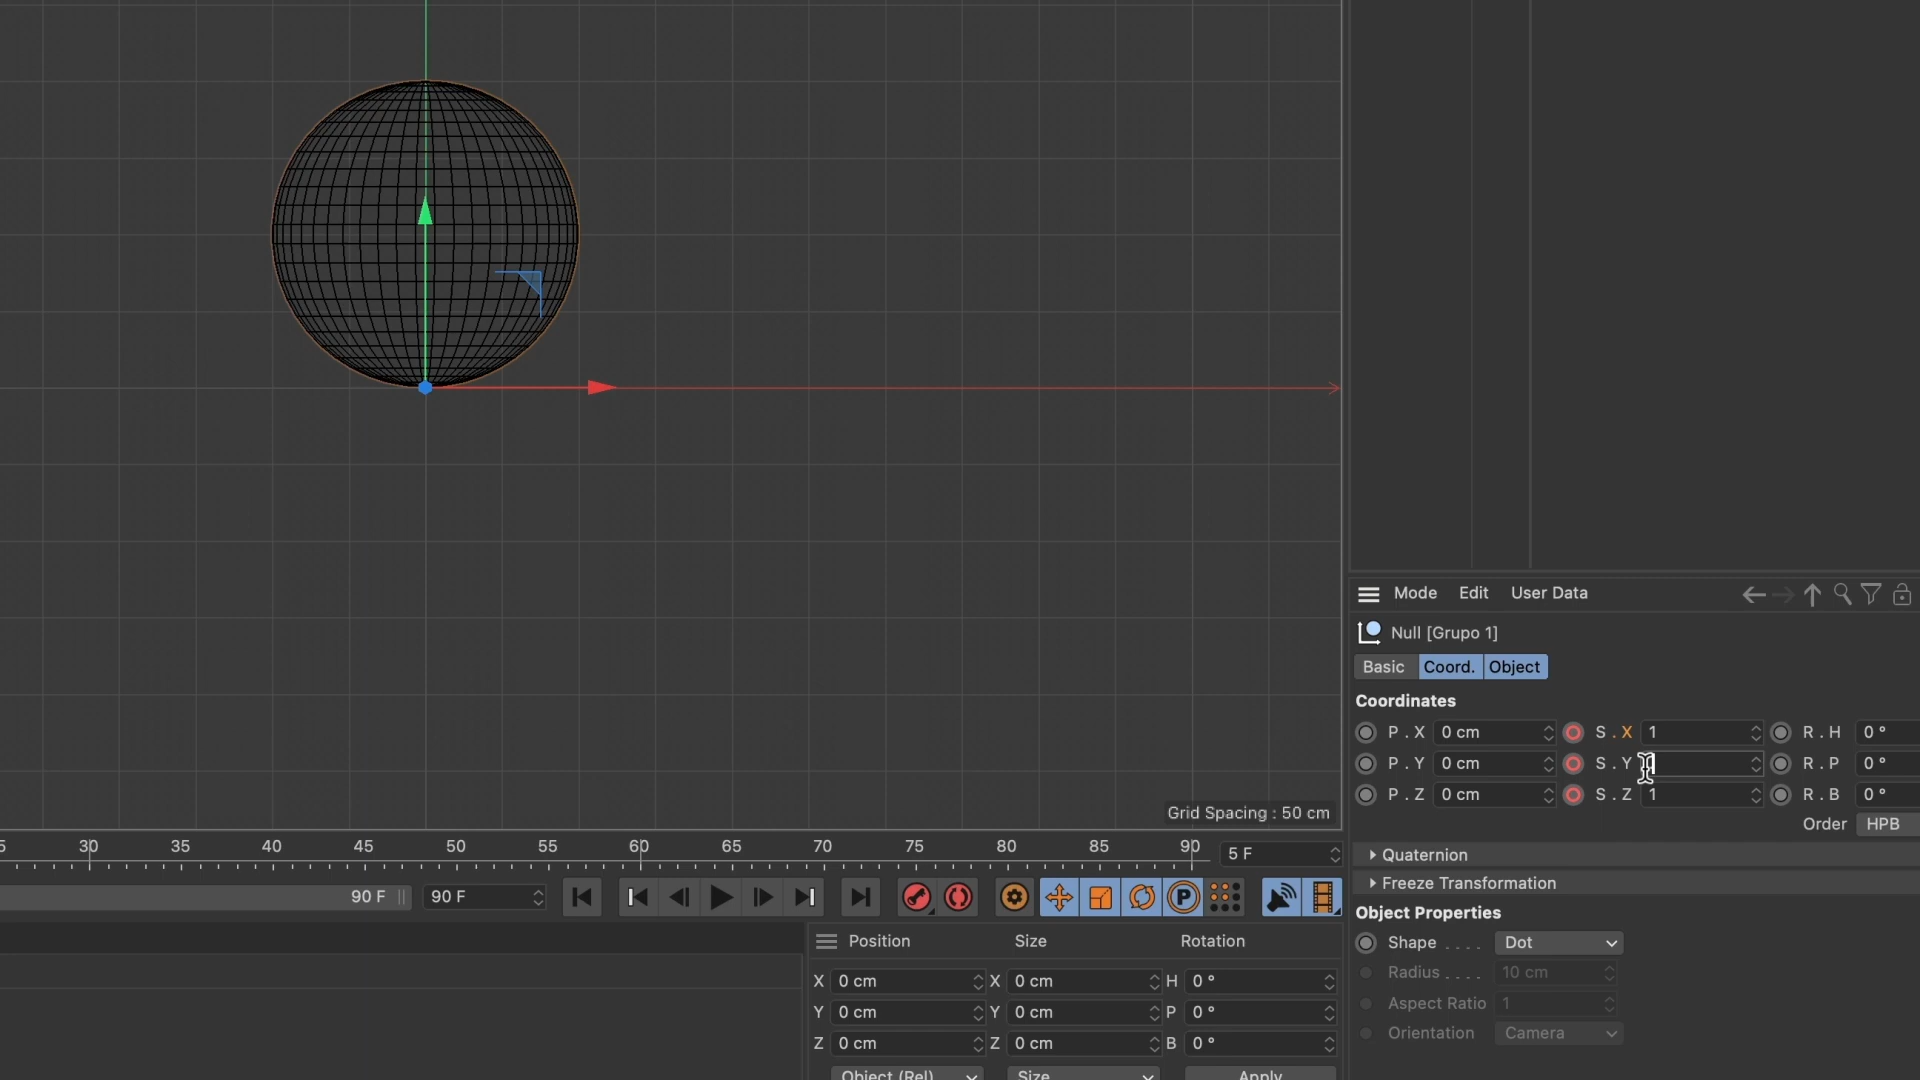 Grid Spacing : 50 cm
30 35 40 45 50 55 60 65 70 75 80 85 90 5 F
90 F 90 F
Position Size Rotation
X 0 cm X 0 cm H 0 °
Y 0 cm Y 0 cm P 0 °
Z 0 cm Z 0 cm B 0 °
Object (Rel) Size Apply
Mode Edit User Data
Null [Grupo 1]
Basic Coord. Object
Coordinates
P . X 0 cm S . X 1 R . H 0 °
P . Y 0 cm S . Y R . P 0 °
P . Z 0 cm S . Z 1 R . B 0 °
Order HPB
Quaternion
Freeze Transformation
Object Properties
Shape . . . . Dot
Radius . . . . 10 cm
Aspect Ratio 1
Orientation Camera